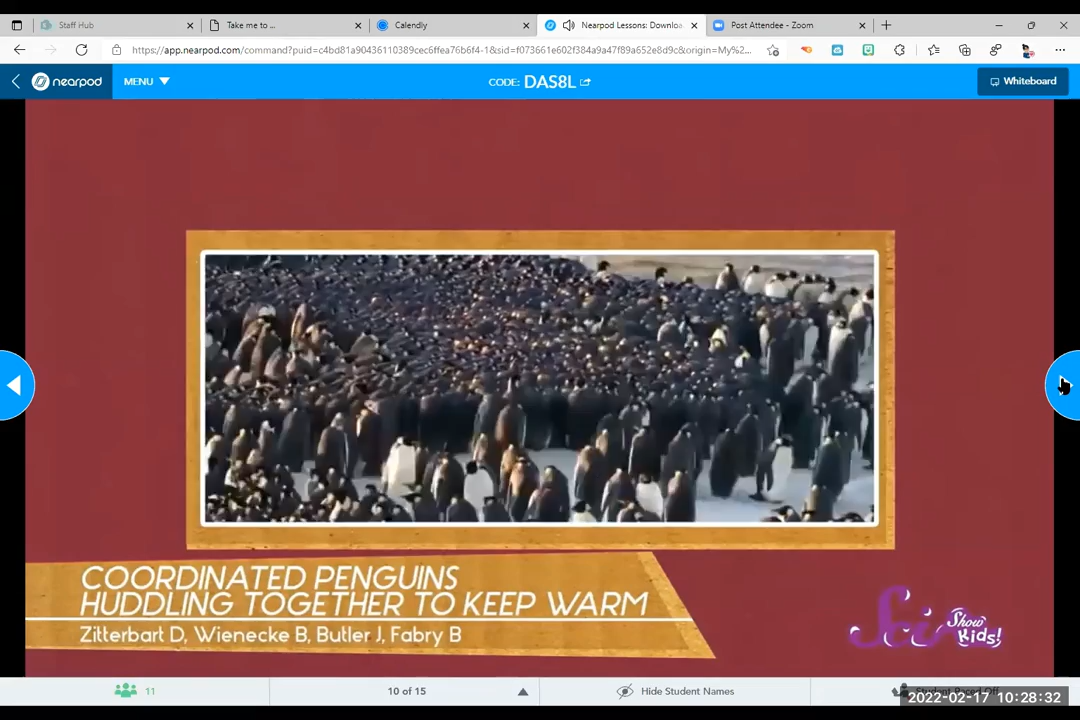 Staff Hub
Take me to ...
Calendly
Nearpod Lessons: Downloa
Post Attendee - Zoom
https://app.nearpod.com/command?puid=c4bd81a90436110389cec6ffea76b6f4-1&sid=f073661e602f384a9a47f89a652e8d9c&origin=My%2...
nearpod
MENU
CODE: DAS8L
Whiteboard
COORDINATED PENGUINS
HUDDLING TOGETHER TO KEEP WARM
Zitterbart D, Wienecke B, Butler J, Fabry B
Sci Show
Kids!
11
10 of 15
Hide Student Names
Student Paced Off
2022-02-17 10:28:32